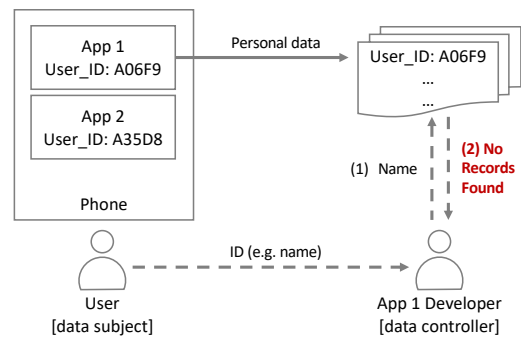 App 1
User_ID: A06F9
App 2
User_ID: A35D8
Phone
Personal data
User_ID: A06F9
...
...
(1) Name
(2) No
Records
Found
ID (e.g. name)
User
[data subject]
App 1 Developer
[data controller]